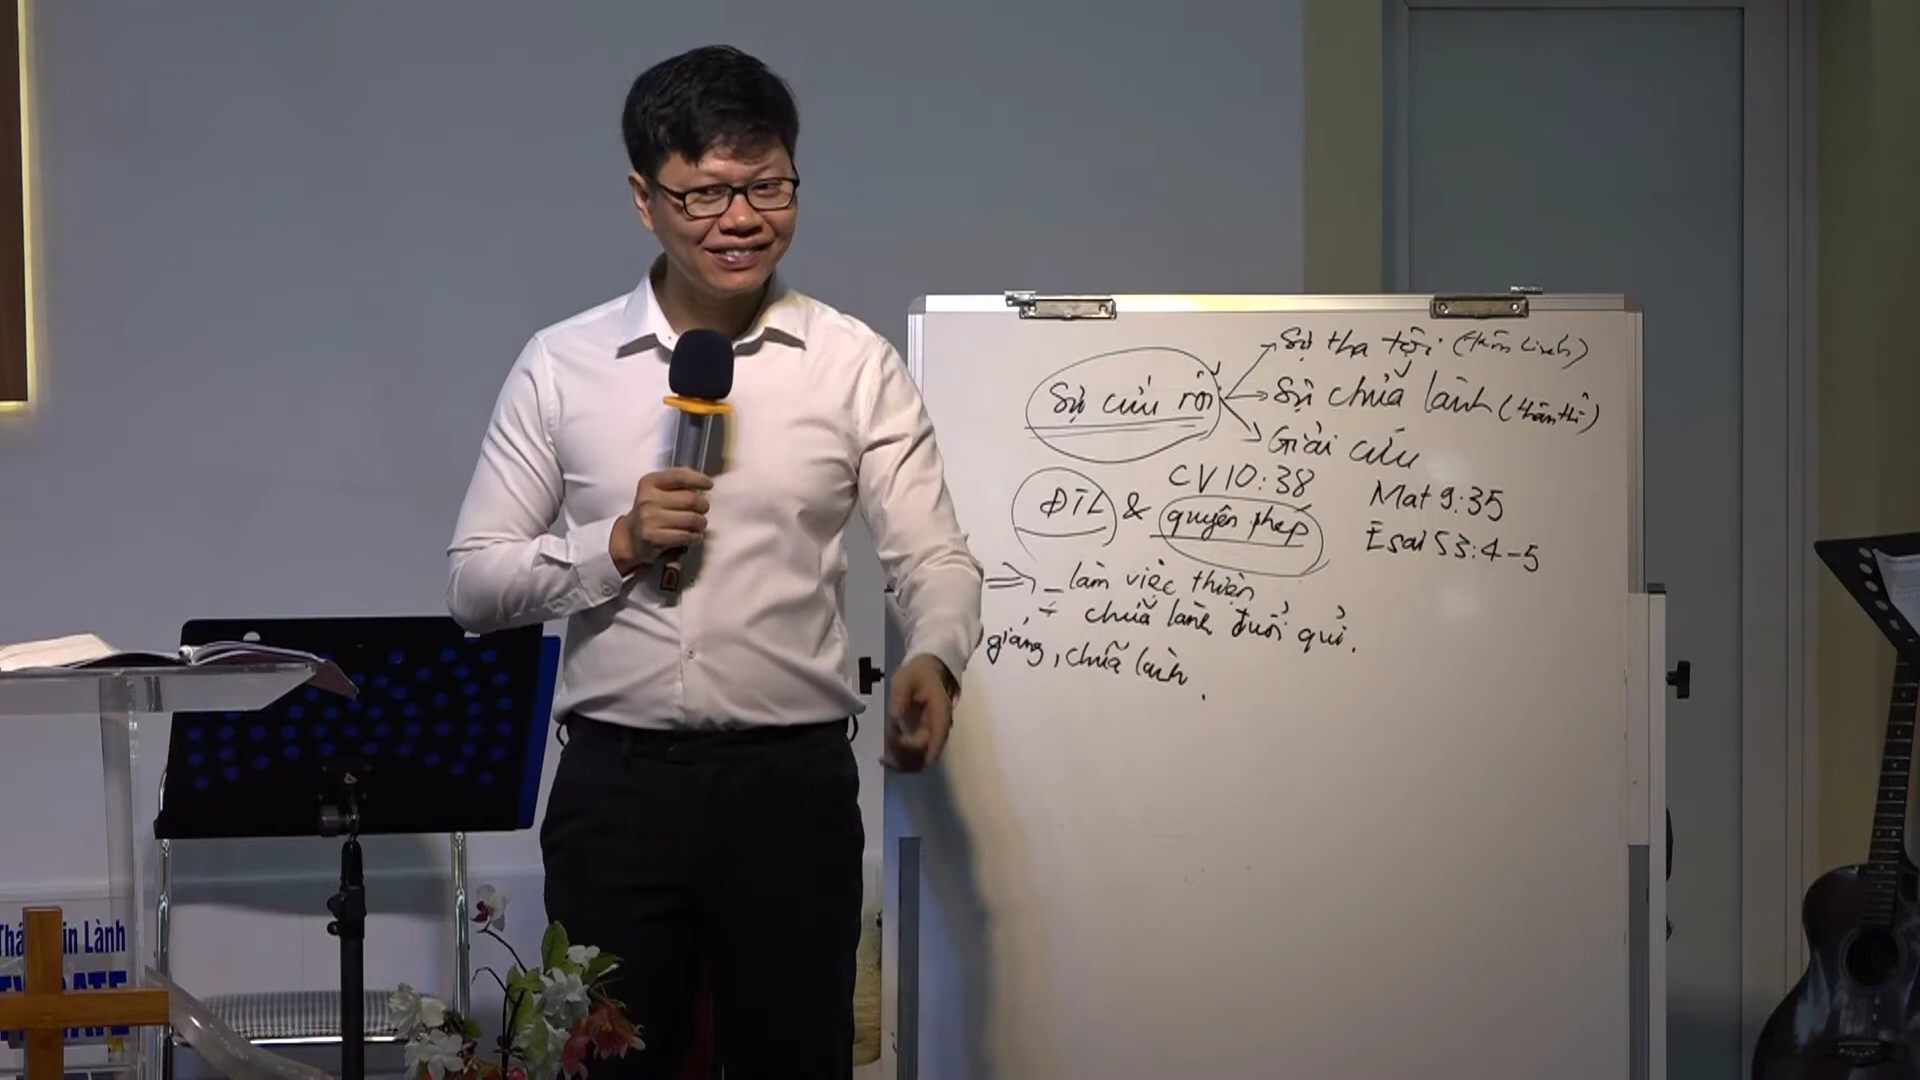 Sự tha tội (tâm linh)
Sự cứu rỗi
Sự chữa lành (thân thể)
Giải cứu
CV 10:38
Mat 9:35
ĐTL & quyền phép
Êsai 53:4-5
⇒ - làm việc thiện
- chữa lành đuổi quỉ.
giảng, chữa lành.
in Lành